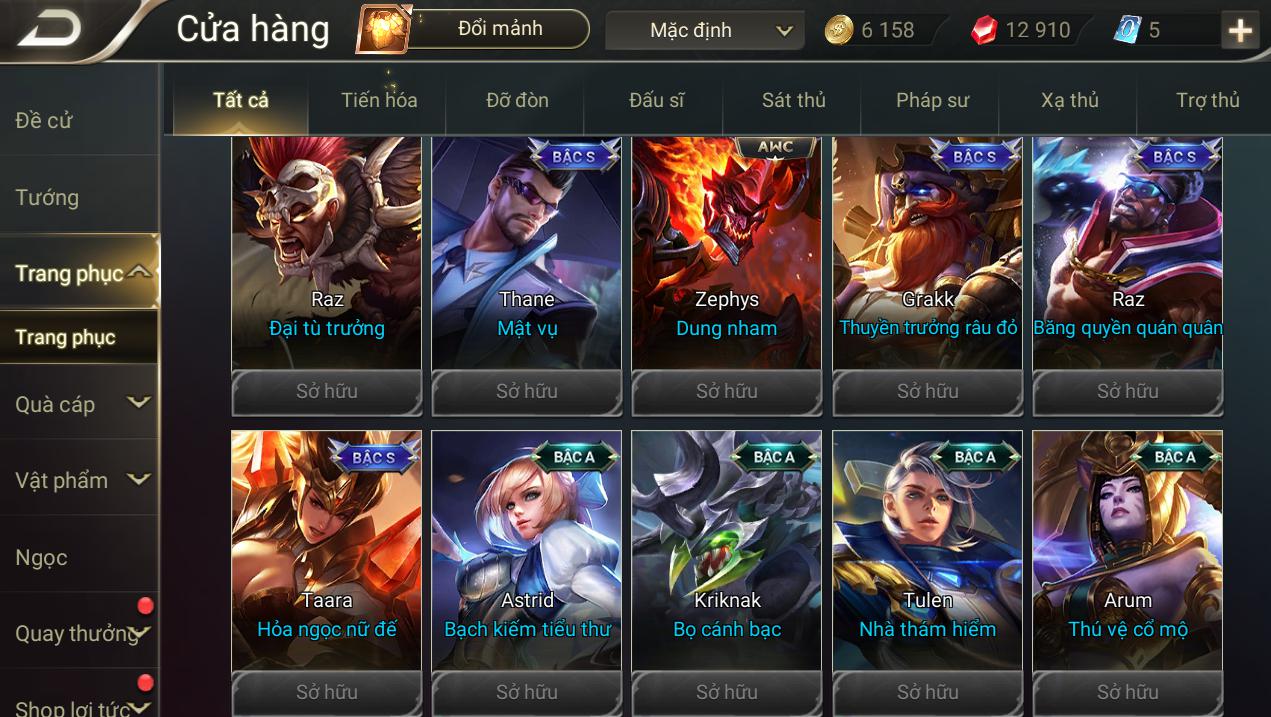 Cửa hàng
Đổi mảnh
Mặc định
6 158
12 910
5
Đề cử
Tướng
Trang phục
Trang phục
Quà cáp
Vật phẩm
Ngọc
Quay thưởng
Shop lợi tức
Tất cả
Tiến hóa
Đỡ đòn
Đấu sĩ
Sát thủ
Pháp sư
Xạ thủ
Trợ thủ
Raz
Đại tù trưởng
Sở hữu
BẬC S
Thane
Mật vụ
Sở hữu
AWC
Zephys
Dung nham
Sở hữu
BẬC S
Grakk
Thuyền trưởng râu đỏ
Sở hữu
BẬC S
Raz
Băng quyền quán quân
Sở hữu
BẬC S
Taara
Hỏa ngọc nữ đế
Sở hữu
BẬC A
Astrid
Bạch kiếm tiểu thư
Sở hữu
BẬC A
Kriknak
Bọ cánh bạc
Sở hữu
BẬC A
Tulen
Nhà thám hiểm
Sở hữu
BẬC A
Arum
Thú vệ cổ mộ
Sở hữu